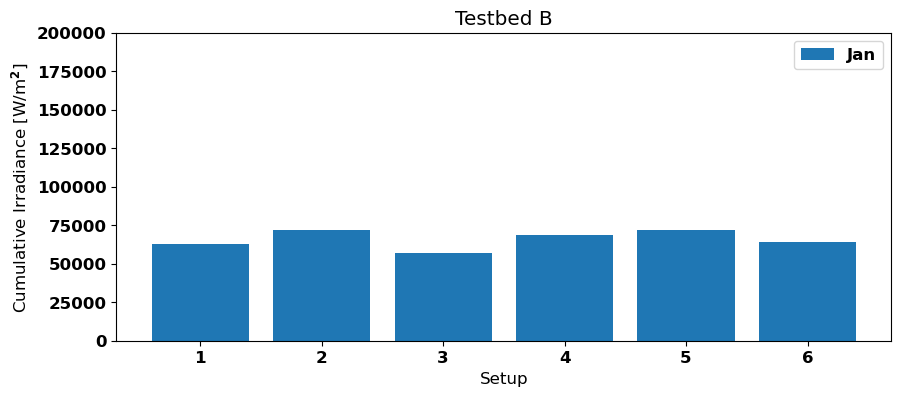 Testbed B
200000
175000
150000
125000
100000
75000
50000
25000
0
Cumulative Irradiance [W/m²]
Jan
1 2 3 4 5 6
Setup